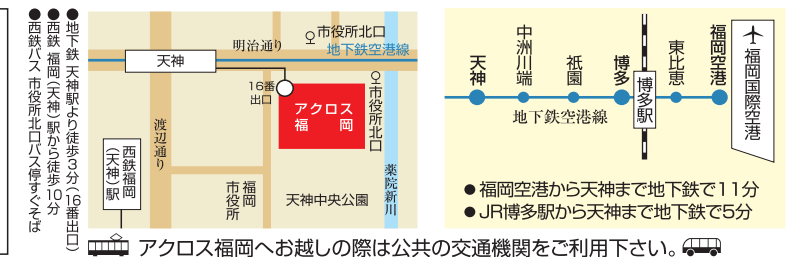 ●地下鉄 天神駅より徒歩3分(16番出口)
●西鉄 福岡(天神)駅から徒歩10分
●西鉄バス 市役所北口バス停すぐそば
市役所北口
明治通り
地下鉄空港線
天神
16番
出口
アクロス
福岡
市役所北口
渡辺通り
西鉄福岡
(天神)駅
福岡
市役所
天神中央公園
薬院新川
天神
中洲川端
祇園
博多
博多駅
東比恵
福岡空港
福岡国際空港
地下鉄空港線
●福岡空港から天神まで地下鉄で11分
●JR博多駅から天神まで地下鉄で5分
アクロス福岡へお越しの際は公共の交通機関をご利用下さい。